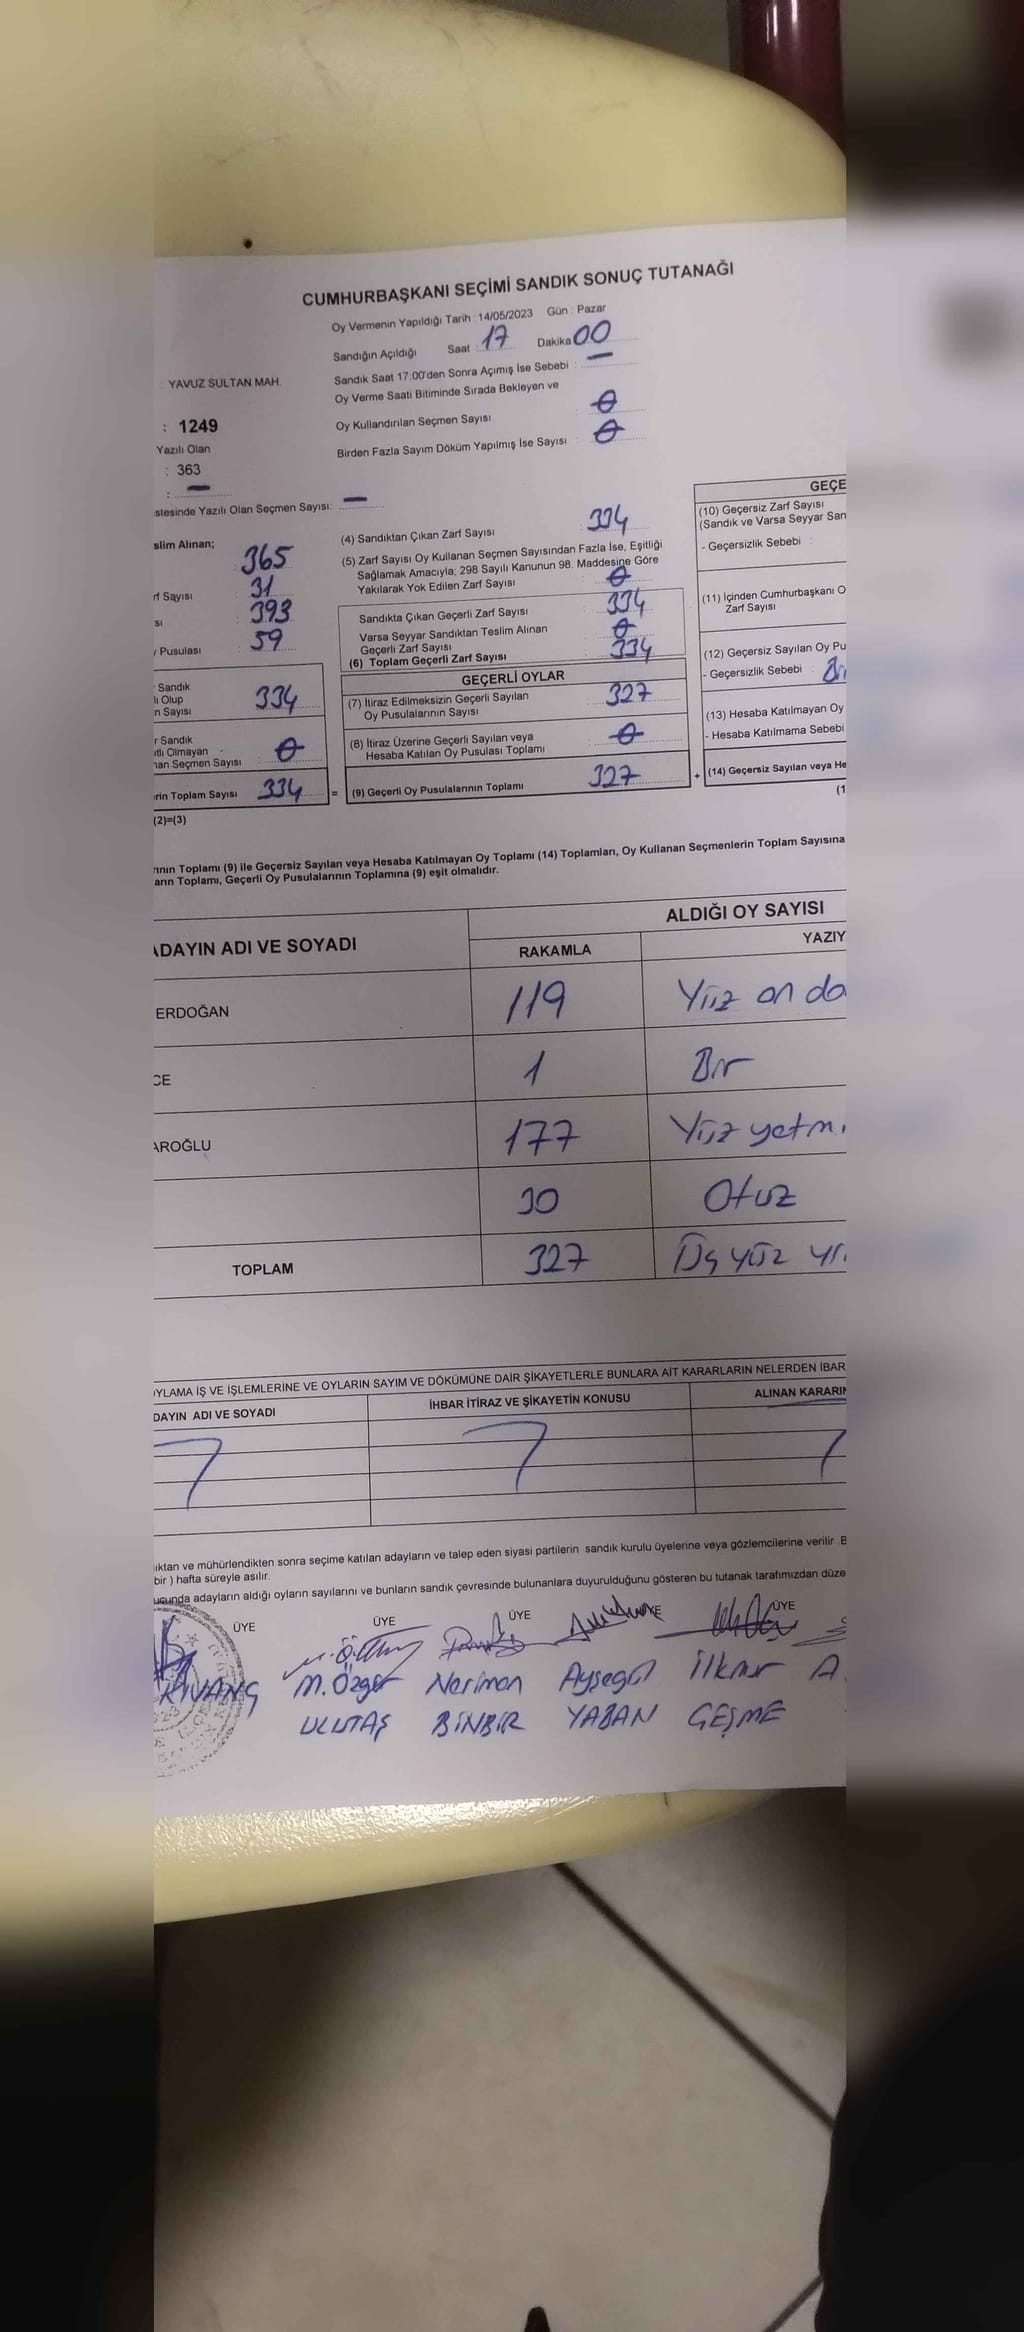 CUMHURBAŞKANI SEÇİMİ SANDIK SONUÇ TUTANAĞI
Oy Vermenin Yapıldığı Tarih : 14/05/2023 Gün : Pazar
Sandığın Açıldığı Saat : 17 Dakika 00
Sandık Saat 17:00'den Sonra Açımış İse Sebebi : —
Oy Verme Saati Bitiminde Sırada Bekleyen ve
Oy Kullandırılan Seçmen Sayısı : 0
Birden Fazla Sayım Döküm Yapılmış İse Sayısı : 0
: YAVUZ SULTAN MAH.
: 1249
Yazılı Olan
: 363
: —
stesinde Yazılı Olan Seçmen Sayısı: —
slim Alınan;
365
rf Sayısı : 31
sı : 393
Pusulası : 59
Sandık
lı Olup
n Sayısı 334
r Sandık
tlı Olmayan
nan Seçmen Sayısı : 0
rin Toplam Sayısı 334
(2)=(3)
(4) Sandıktan Çıkan Zarf Sayısı 334
(5) Zarf Sayısı Oy Kullanan Seçmen Sayısından Fazla İse, Eşitliği
Sağlamak Amacıyla; 298 Sayılı Kanunun 98. Maddesine Göre
Yakılarak Yok Edilen Zarf Sayısı 0
Sandıkta Çıkan Geçerli Zarf Sayısı 334
Varsa Seyyar Sandıktan Teslim Alınan
Geçerli Zarf Sayısı 0
(6) Toplam Geçerli Zarf Sayısı 334
GEÇERLİ OYLAR
(7) İtiraz Edilmeksizin Geçerli Sayılan
Oy Pusulalarının Sayısı 327
(8) İtiraz Üzerine Geçerli Sayılan veya
Hesaba Katılan Oy Pusulası Toplamı 0
= (9) Geçerli Oy Pusulalarının Toplamı 327
GEÇE
(10) Geçersiz Zarf Sayısı
(Sandık ve Varsa Seyyar San
- Geçersizlik Sebebi :
(11) İçinden Cumhurbaşkanı O
Zarf Sayısı
(12) Geçersiz Sayılan Oy Pu
- Geçersizlik Sebebi :
(13) Hesaba Katılmayan Oy
- Hesaba Katılmama Sebebi
+ (14) Geçersiz Sayılan veya He
(1
nnın Toplamı (9) ile Geçersiz Sayılan veya Hesaba Katılmayan Oy Toplamı (14) Toplamları, Oy Kullanan Seçmenlerin Toplam Sayısına
arın Toplamı, Geçerli Oy Pusulalarının Toplamına (9) eşit olmalıdır.
ADAYIN ADI VE SOYADI
ALDIĞI OY SAYISI
RAKAMLA YAZIY
ERDOĞAN 119 Yüz on do
CE 1 Bir
AROĞLU 177 Yüz yetmi
30 Otuz
TOPLAM 327 Üç yüz yi
OYLAMA İŞ VE İŞLEMLERİNE VE OYLARIN SAYIM VE DÖKÜMÜNE DAİR ŞİKAYETLERLE BUNLARA AİT KARARLARIN NELERDEN İBAR
DAYIN ADI VE SOYADI İHBAR İTİRAZ VE ŞİKAYETİN KONUSU ALINAN KARARIN
ıktan ve mühürlendikten sonra seçime katılan adayların ve talep eden siyasi partilerin sandık kurulu üyelerine veya gözlemcilerine verilir. B
bir ) hafta süreyle asılır.
ucunda adayların aldığı oyların sayılarını ve bunların sandık çevresinde bulunanlara duyurulduğunu gösteren bu tutanak tarafımızdan düze
ÜYE ÜYE ÜYE ÜYE ÜYE
KIVANÇ M. Özgür Neriman Ayşegül İlknur A.
ULUTAŞ BİNBİR YABAN GEŞME